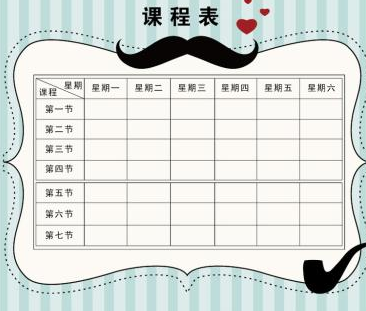 课程表
星期 星期一 星期二 星期三 星期四 星期五 星期六
课程
第一节
第二节
第三节
第四节
第五节
第六节
第七节